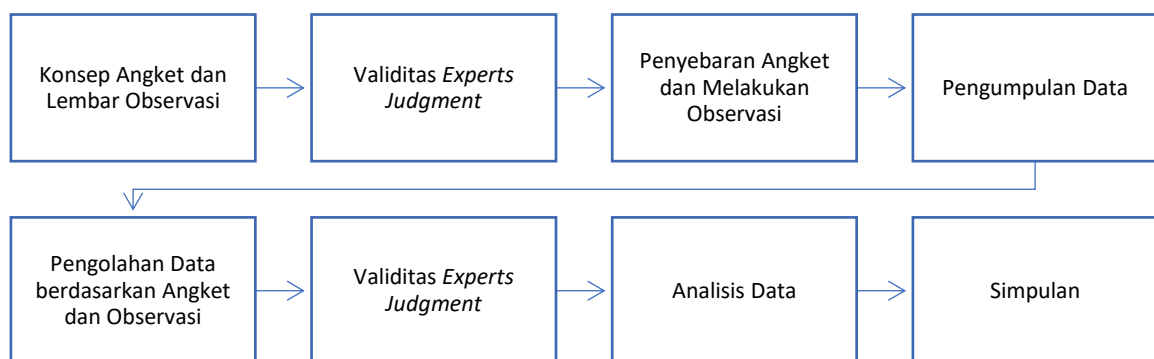 Konsep Angket dan
Lembar Observasi
Validitas Experts
Judgment
Penyebaran Angket
dan Melakukan
Observasi
Pengumpulan Data
Pengolahan Data
berdasarkan Angket
dan Observasi
Validitas Experts
Judgment
Analisis Data
Simpulan